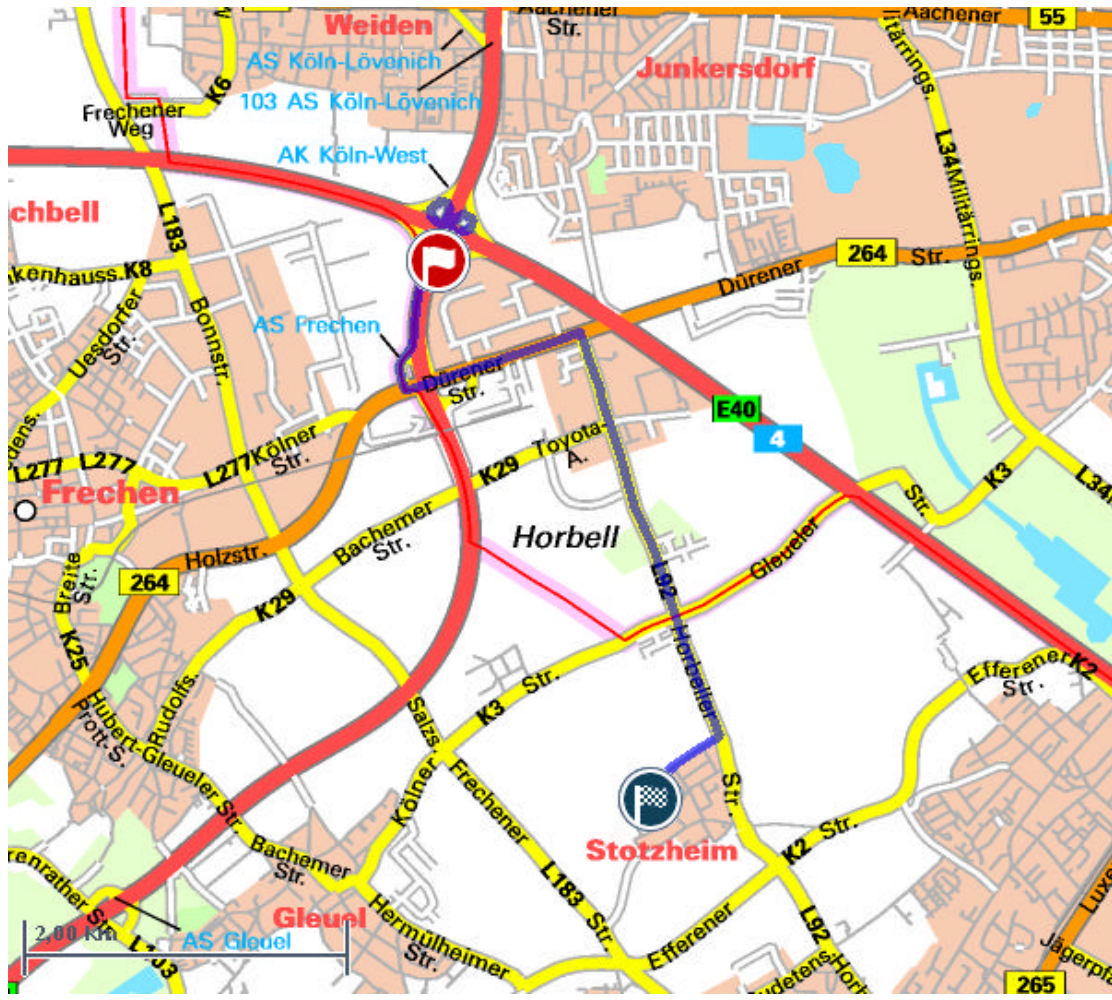 Aachener
Str.
Aachener
55
Weiden
AS Köln-Lövenich
Junkersdorf
103 AS Köln-Lövenich
K6
Frechener
Weg
AK Köln-West
L34
Militärrings.
chbell
L183
kenhauss.
K8
Dürener
264
Str.
Uesdorfer
Str.
Bonnstr.
AS Frechen
Dürener
Str.
E40
4
L277
L277
Kölner
Str.
Toyota-
A.
K29
K3
Str.
L34
Frechen
Bachemer
Str.
Horbell
Gleueler
Holzstr.
264
Breite
Str.
K29
L92
K25
Horbeller
Efferener
Str.
K2
Rudolfs.
Str.
K3
Salzs.
Prott-S.
Hubert-Gleueler Str.
Kölner
Frechener
Str.
Str.
K2
Stotzheim
Bachemer
Str.
L183
Str.
Gleuel
Hermülheimer
Str.
Efferener
L92
2,00 Km
AS Gleuel
L103
265